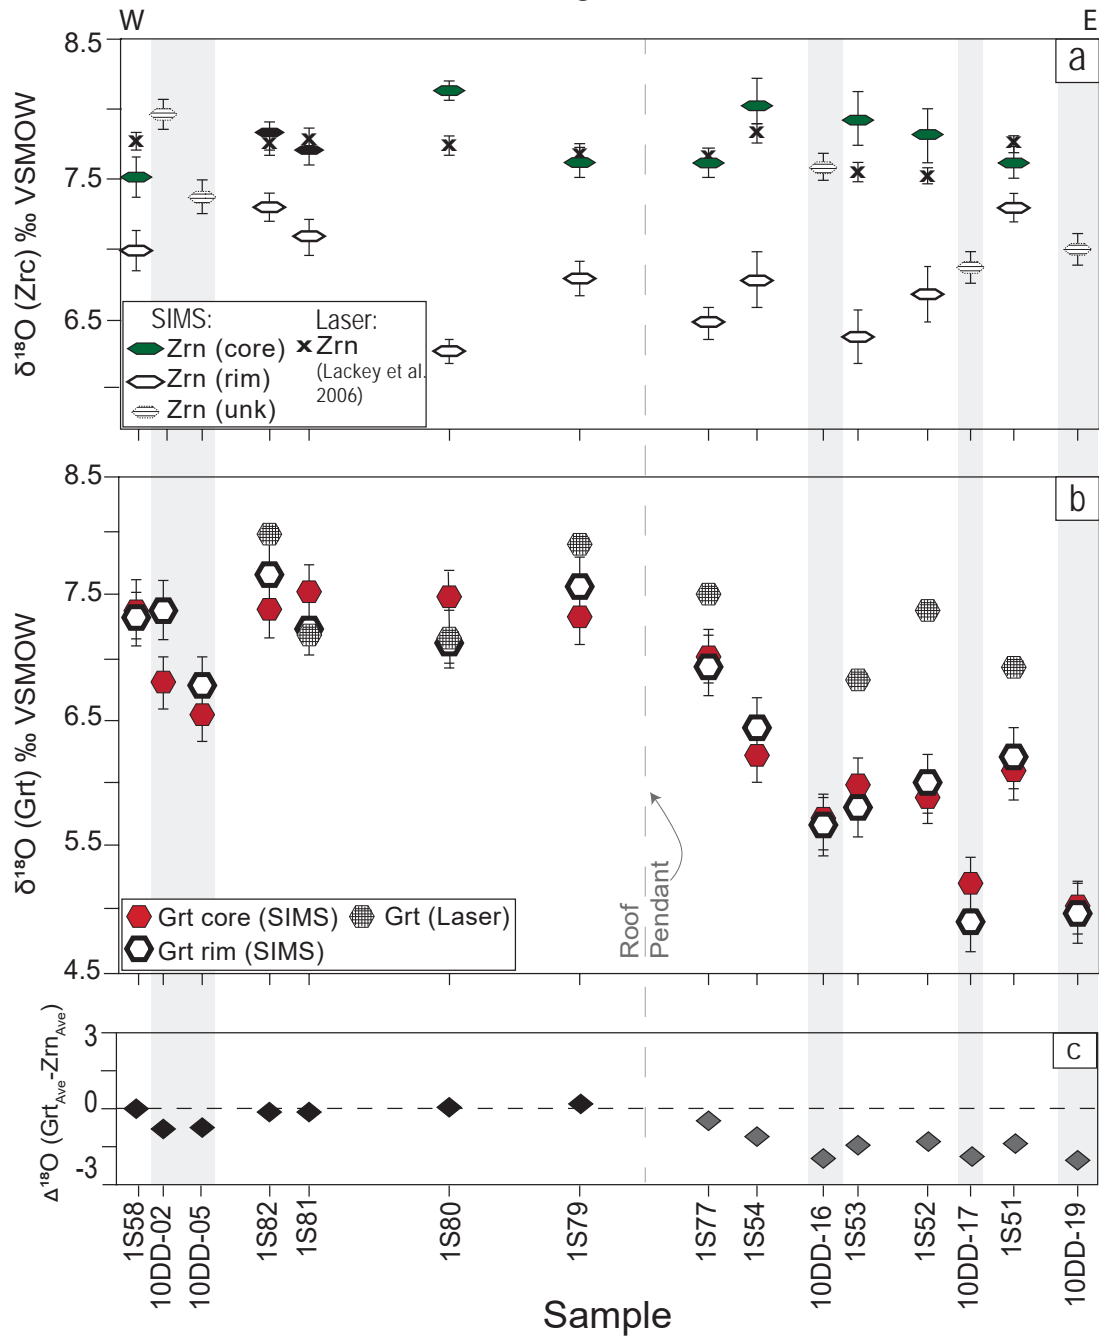 W
E
8.5
7.5
6.5
δ¹⁸O (Zrc) ‰ VSMOW
a
SIMS:
Laser:
Zrn (core)
Zrn (rim)
Zrn (unk)
Zrn
(Lackey et al.
2006)
8.5
7.5
6.5
5.5
4.5
δ¹⁸O (Grt) ‰ VSMOW
b
Roof
Pendant
Grt core (SIMS)
Grt (Laser)
Grt rim (SIMS)
3
0
-3
Δ¹⁸O (Grt_Ave-Zrn_Ave)
c
1S58
10DD-02
10DD-05
1S82
1S81
1S80
1S79
1S77
1S54
10DD-16
1S53
1S52
10DD-17
1S51
10DD-19
Sample